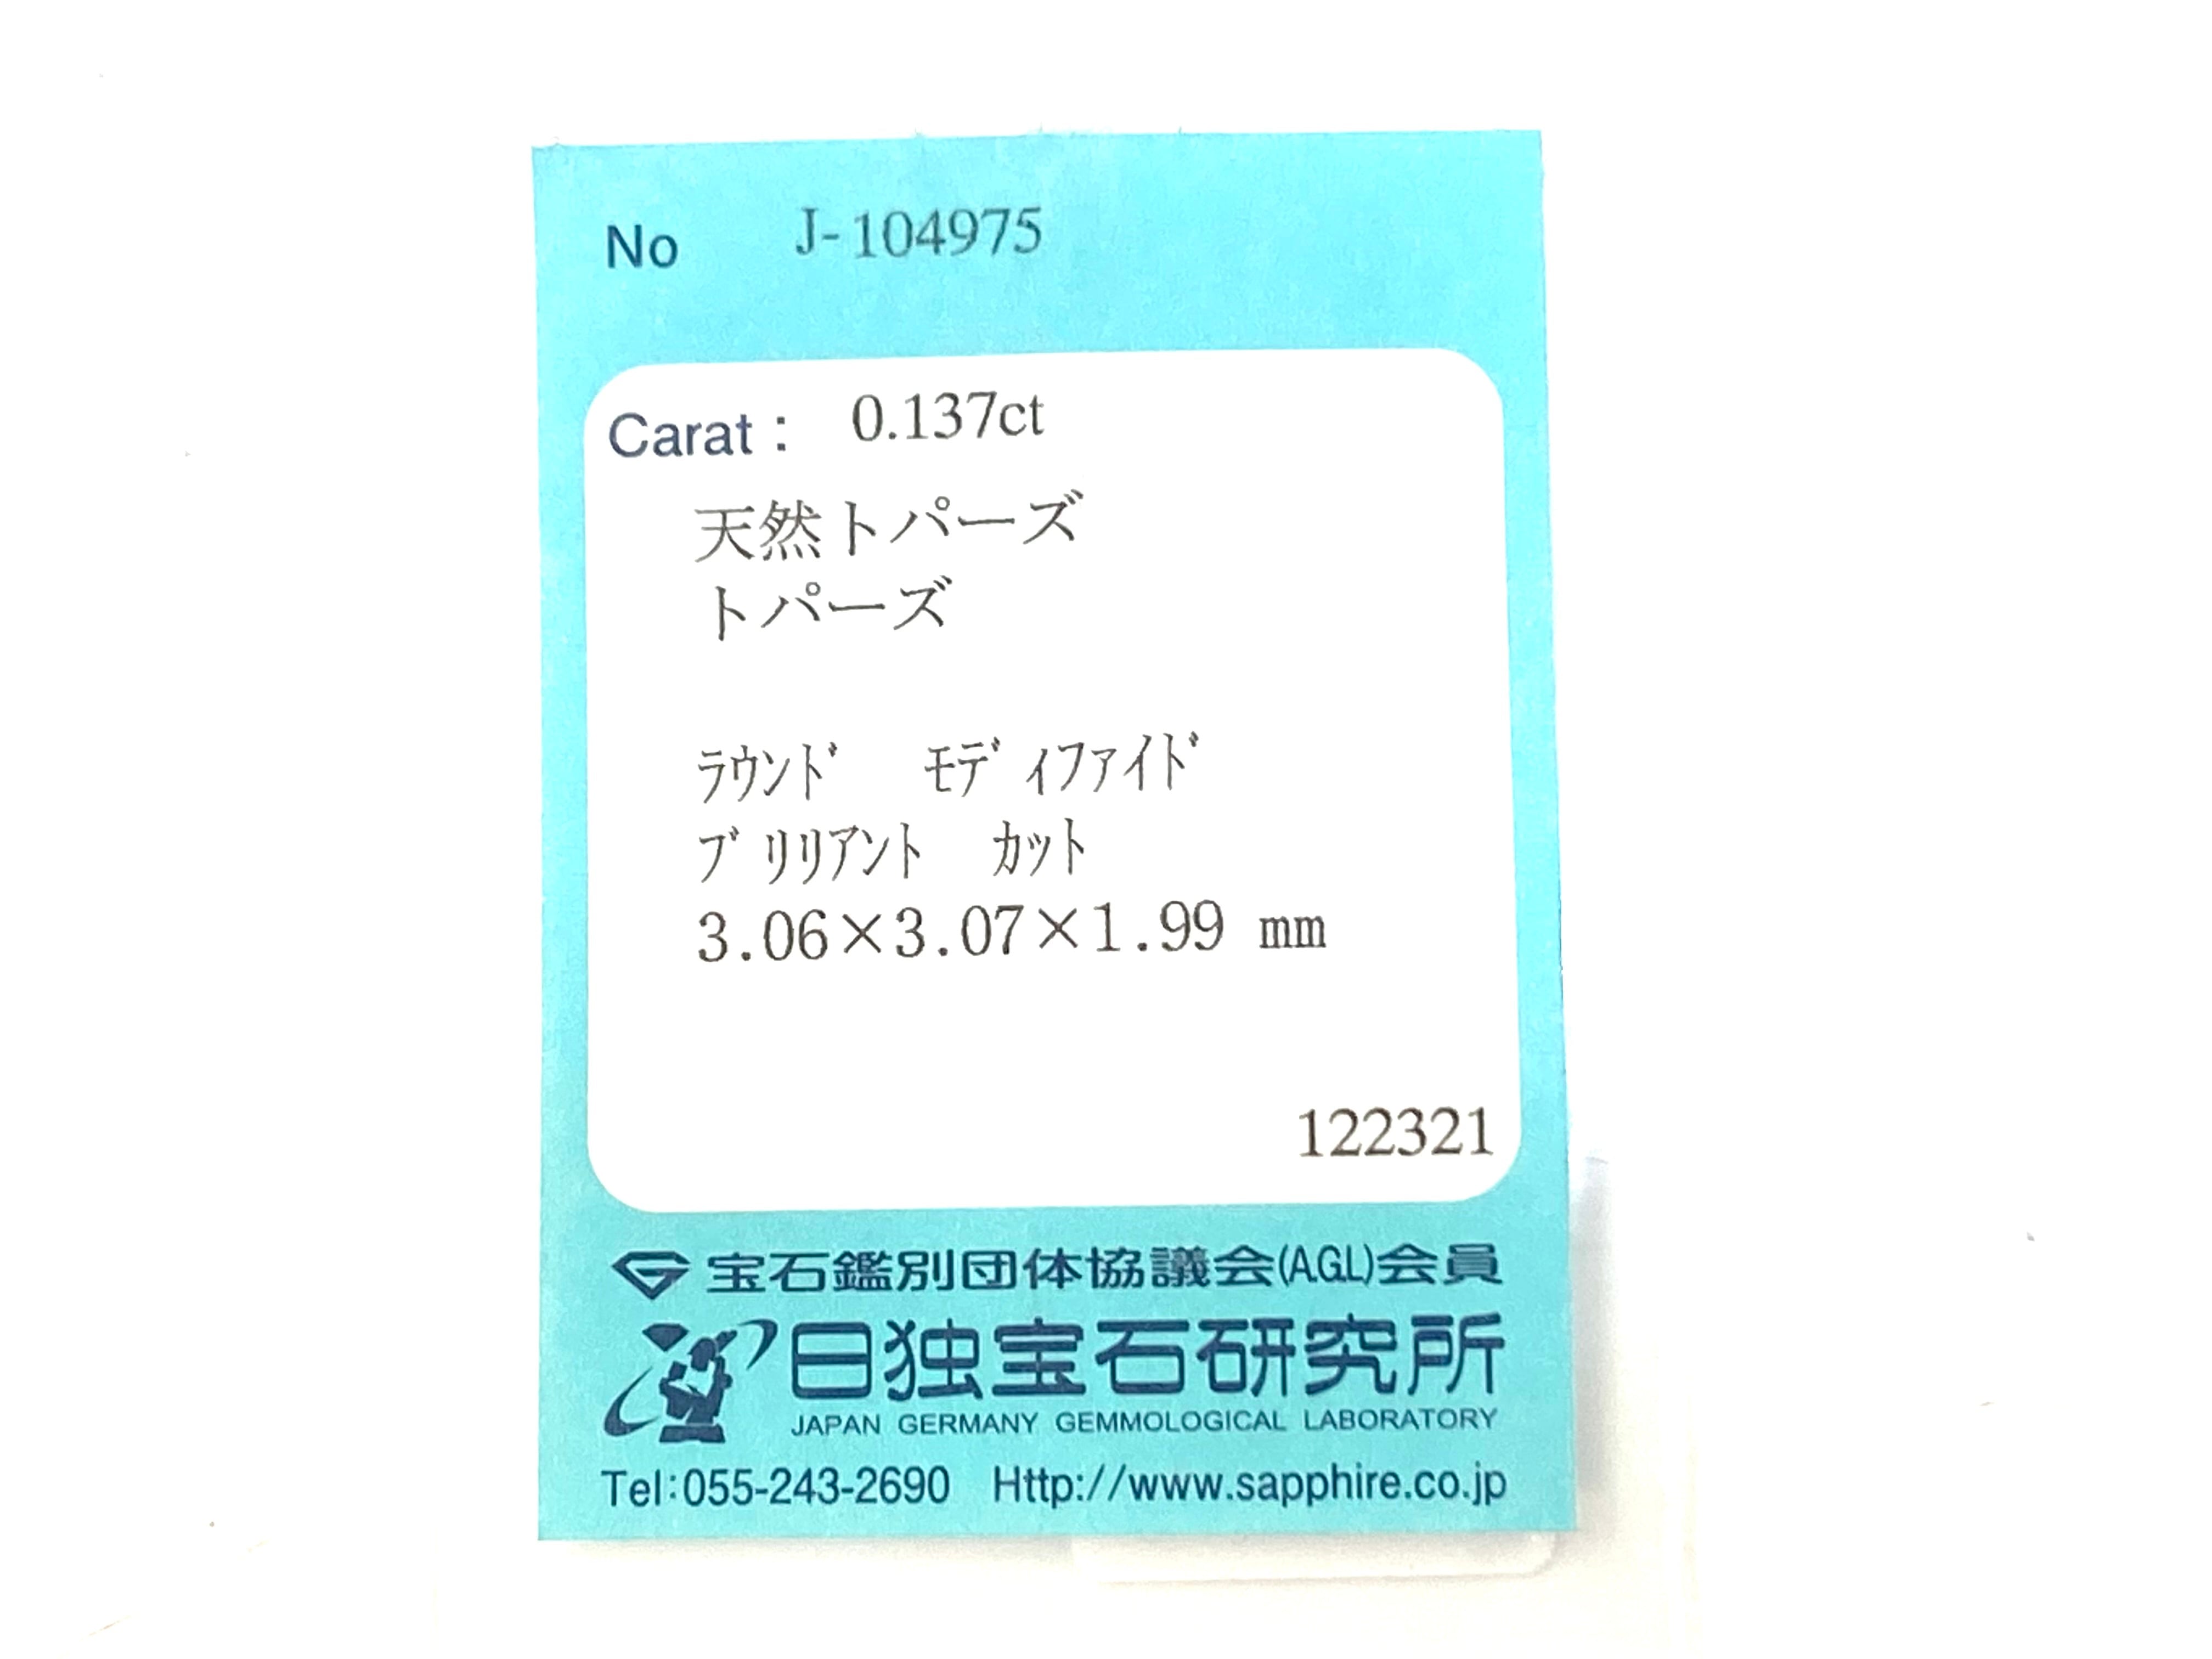 No J-104975
Carat： 0.137ct
天然トパーズ
トパーズ
ﾗｳﾝﾄﾞ ﾓﾃﾞｨﾌｧｲﾄﾞ
ﾌﾞﾘﾘｱﾝﾄ ｶｯﾄ
3.06×3.07×1.99 mm
122321
宝石鑑別団体協議会(A.G.L)会員
日独宝石研究所
JAPAN GERMANY GEMMOLOGICAL LABORATORY
Tel:055-243-2690 Http://www.sapphire.co.jp